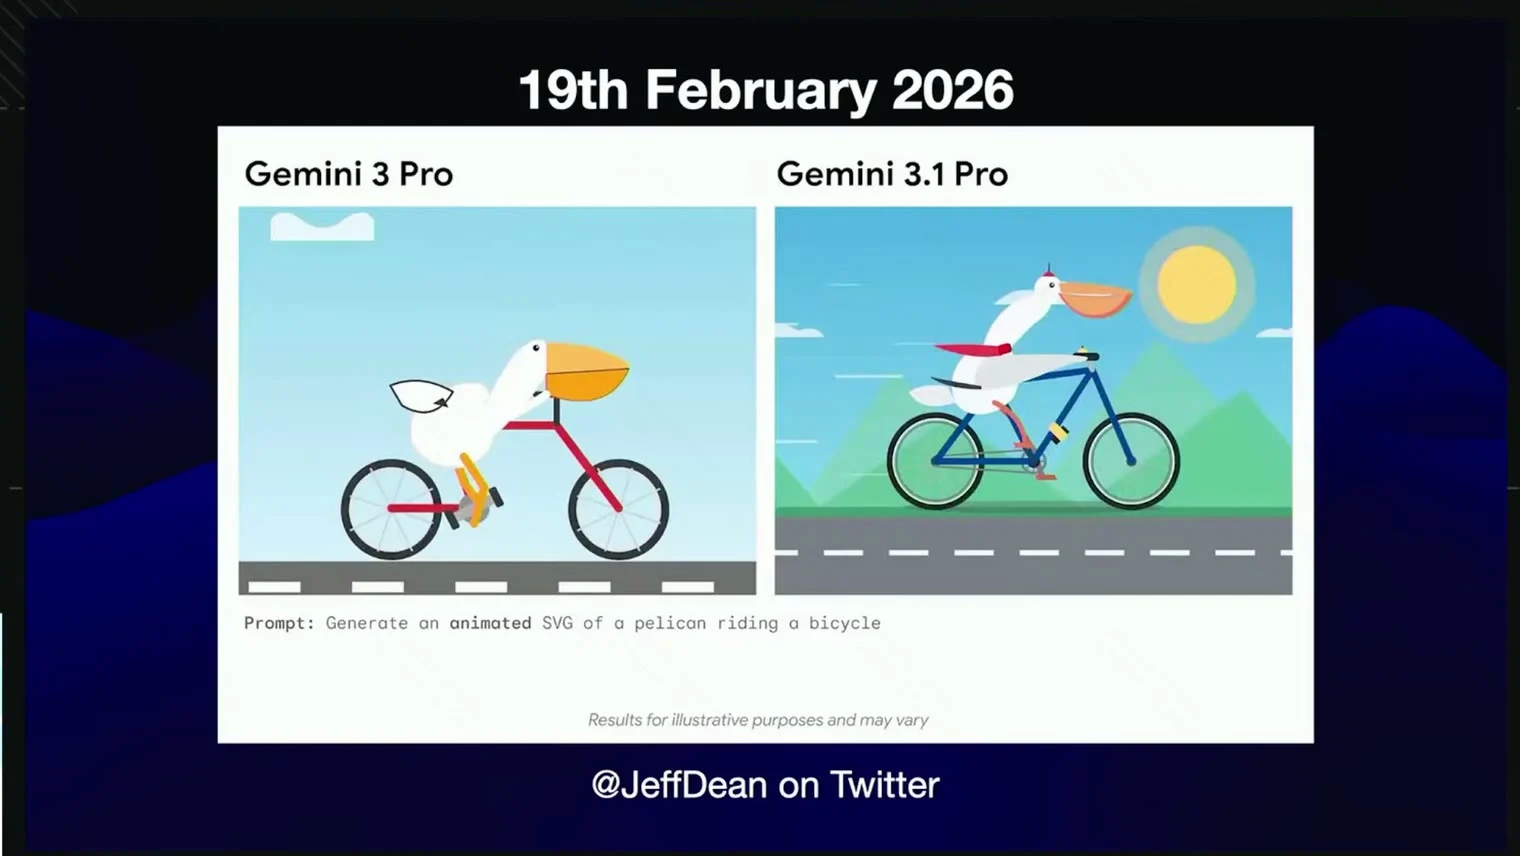 19th February 2026
Gemini 3 Pro
Gemini 3.1 Pro
Prompt: Generate an animated SVG of a pelican riding a bicycle
Results for illustrative purposes and may vary
@JeffDean on Twitter